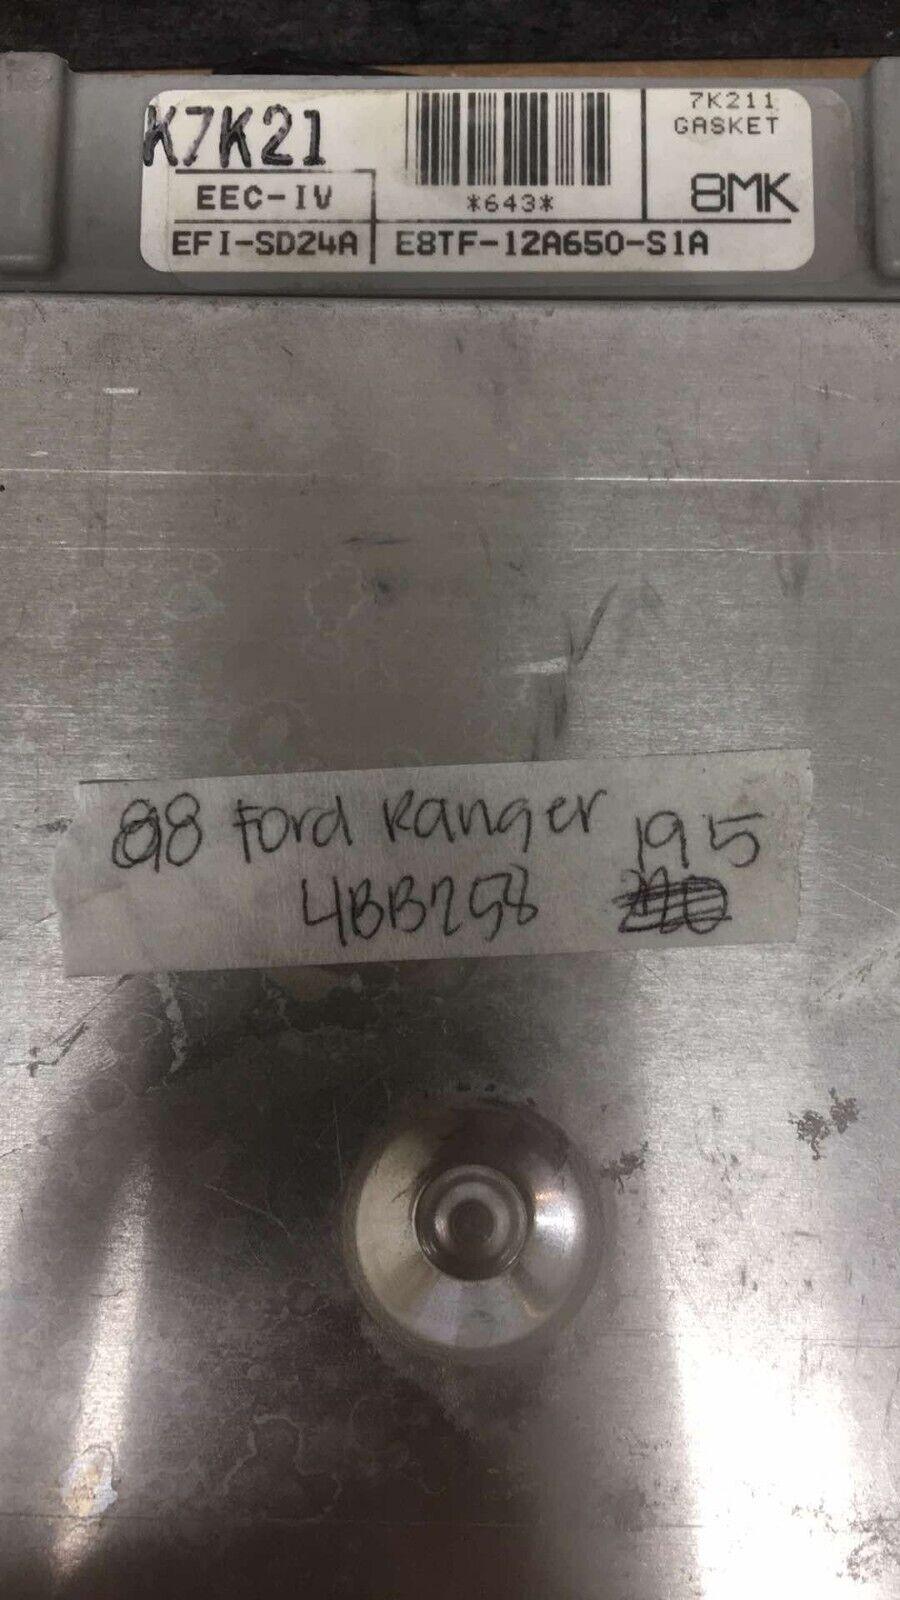 K7K21
7K211
GASKET
EEC-IV
*643*
8MK
EFI-SD24A
E8TF-12A650-S1A
88 Ford Ranger
195
4BB258